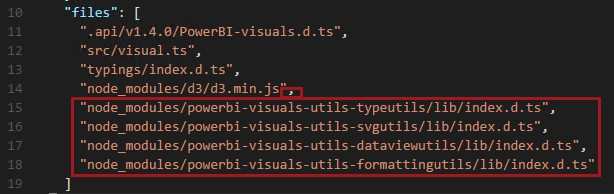 10 "files": [
11 ".api/v1.4.0/PowerBI-visuals.d.ts",
12 "src/visual.ts",
13 "typings/index.d.ts",
14 "node_modules/d3/d3.min.js",
15 "node_modules/powerbi-visuals-utils-typeutils/lib/index.d.ts",
16 "node_modules/powerbi-visuals-utils-svgutils/lib/index.d.ts",
17 "node_modules/powerbi-visuals-utils-dataviewutils/lib/index.d.ts",
18 "node_modules/powerbi-visuals-utils-formattingutils/lib/index.d.ts"
19 ]